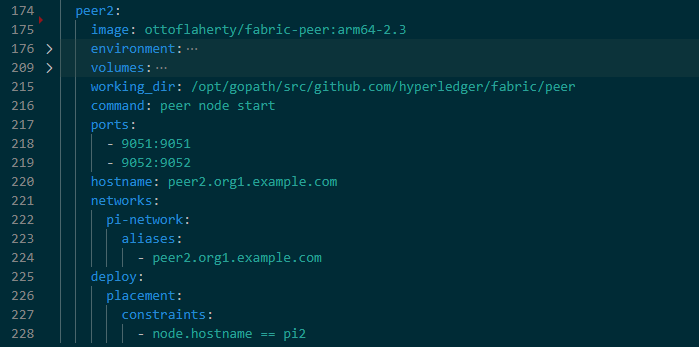 174 peer2:
175 image: ottoflaherty/fabric-peer:arm64-2.3
176 > environment:···
209 > volumes:···
215 working_dir: /opt/gopath/src/github.com/hyperledger/fabric/peer
216 command: peer node start
217 ports:
218 - 9051:9051
219 - 9052:9052
220 hostname: peer2.org1.example.com
221 networks:
222 pi-network:
223 aliases:
224 - peer2.org1.example.com
225 deploy:
226 placement:
227 constraints:
228 - node.hostname == pi2